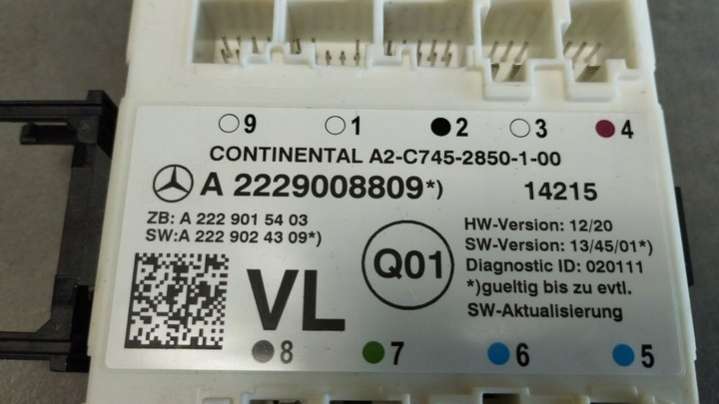 9 1 2 3 4
CONTINENTAL A2-C745-2850-1-00
A 2229008809*) 14215
ZB: A 222 901 54 03
SW:A 222 902 43 09*)
HW-Version: 12/20
SW-Version: 13/45/01*)
Diagnostic ID: 020111
*)gueltig bis zu evtl.
SW-Aktualisierung
Q01
VL
8 7 6 5